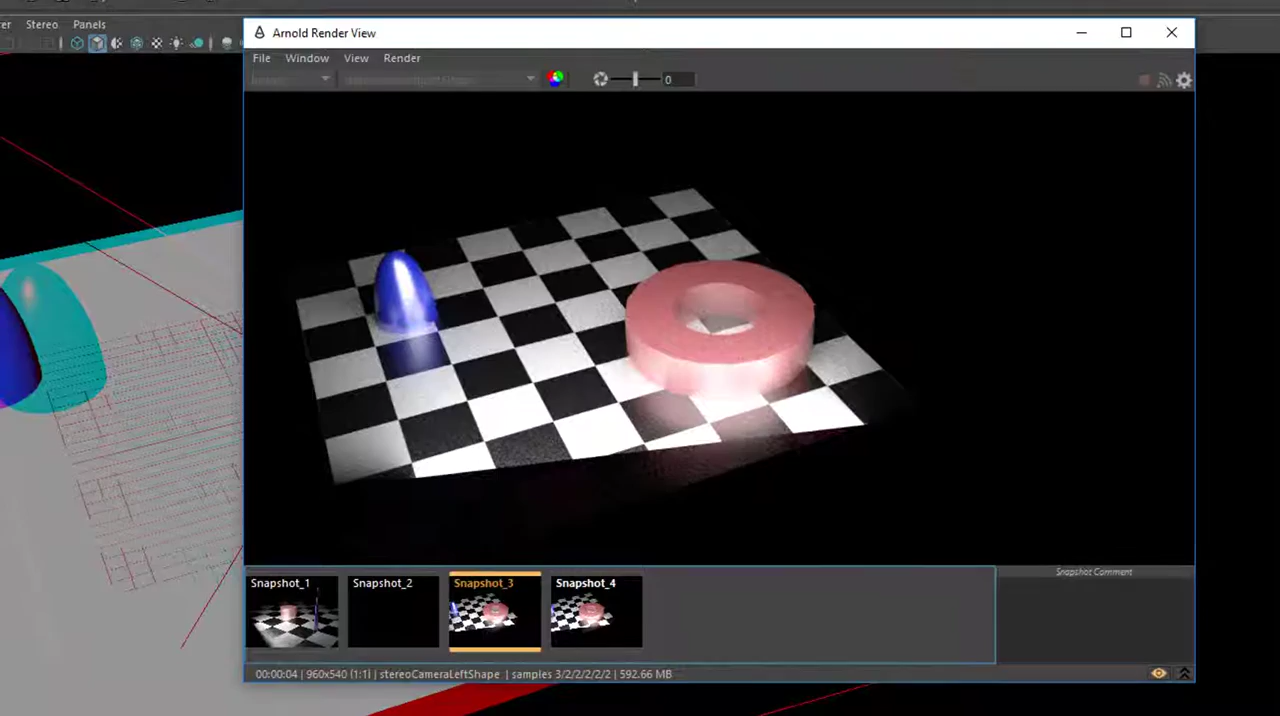 er Stereo Panels
Arnold Render View
File Window View Render
0
Snapshot_1 Snapshot_2 Snapshot_3 Snapshot_4
Snapshot Comment
00:00:04 | 960x540 (1:1) | stereoCameraLeftShape | samples 3/2/2/2/2/2 | 592.66 MB